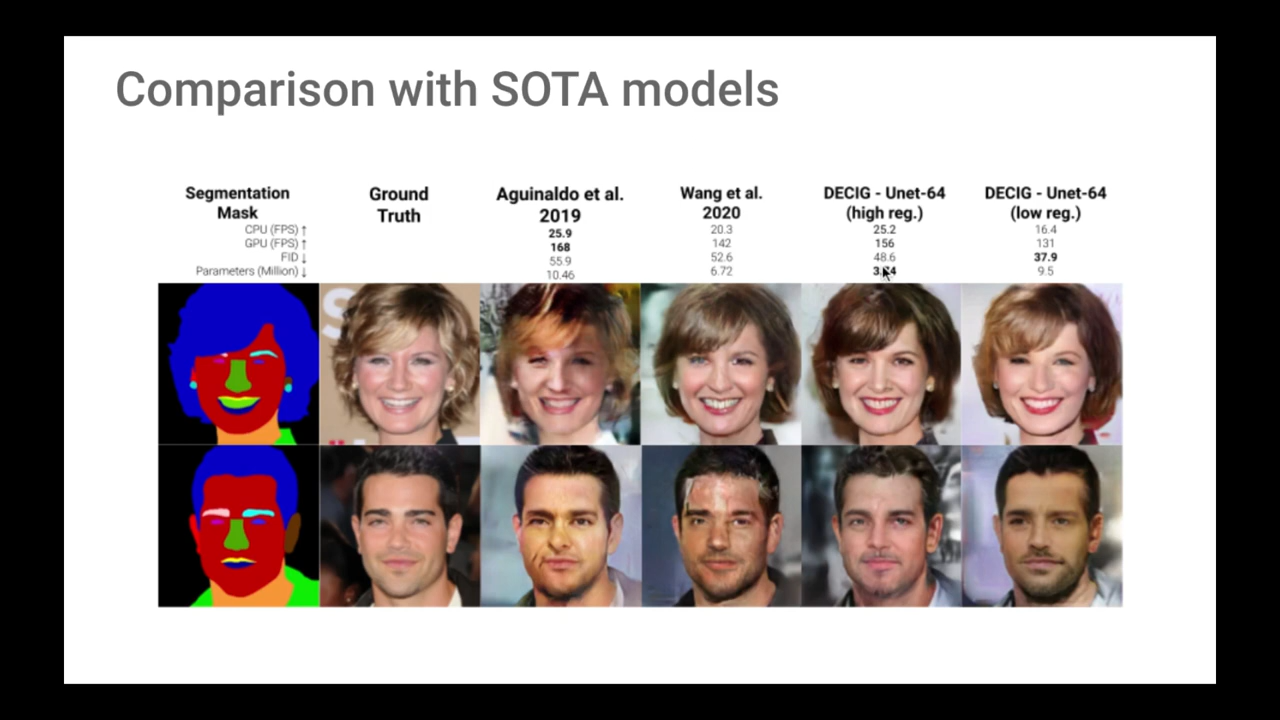 Comparison with SOTA models
Segmentation
Mask
Ground
Truth
Aguinaldo et al.
2019
Wang et al.
2020
DECIG - Unet-64
(high reg.)
DECIG - Unet-64
(low reg.)
CPU (FPS) ↑ 25.9 20.3 25.2 16.4
GPU (FPS) ↑ 168 142 156 131
FID ↓ 55.9 52.6 48.6 37.9
Parameters (Million) ↓ 10.46 6.72 9.5
S